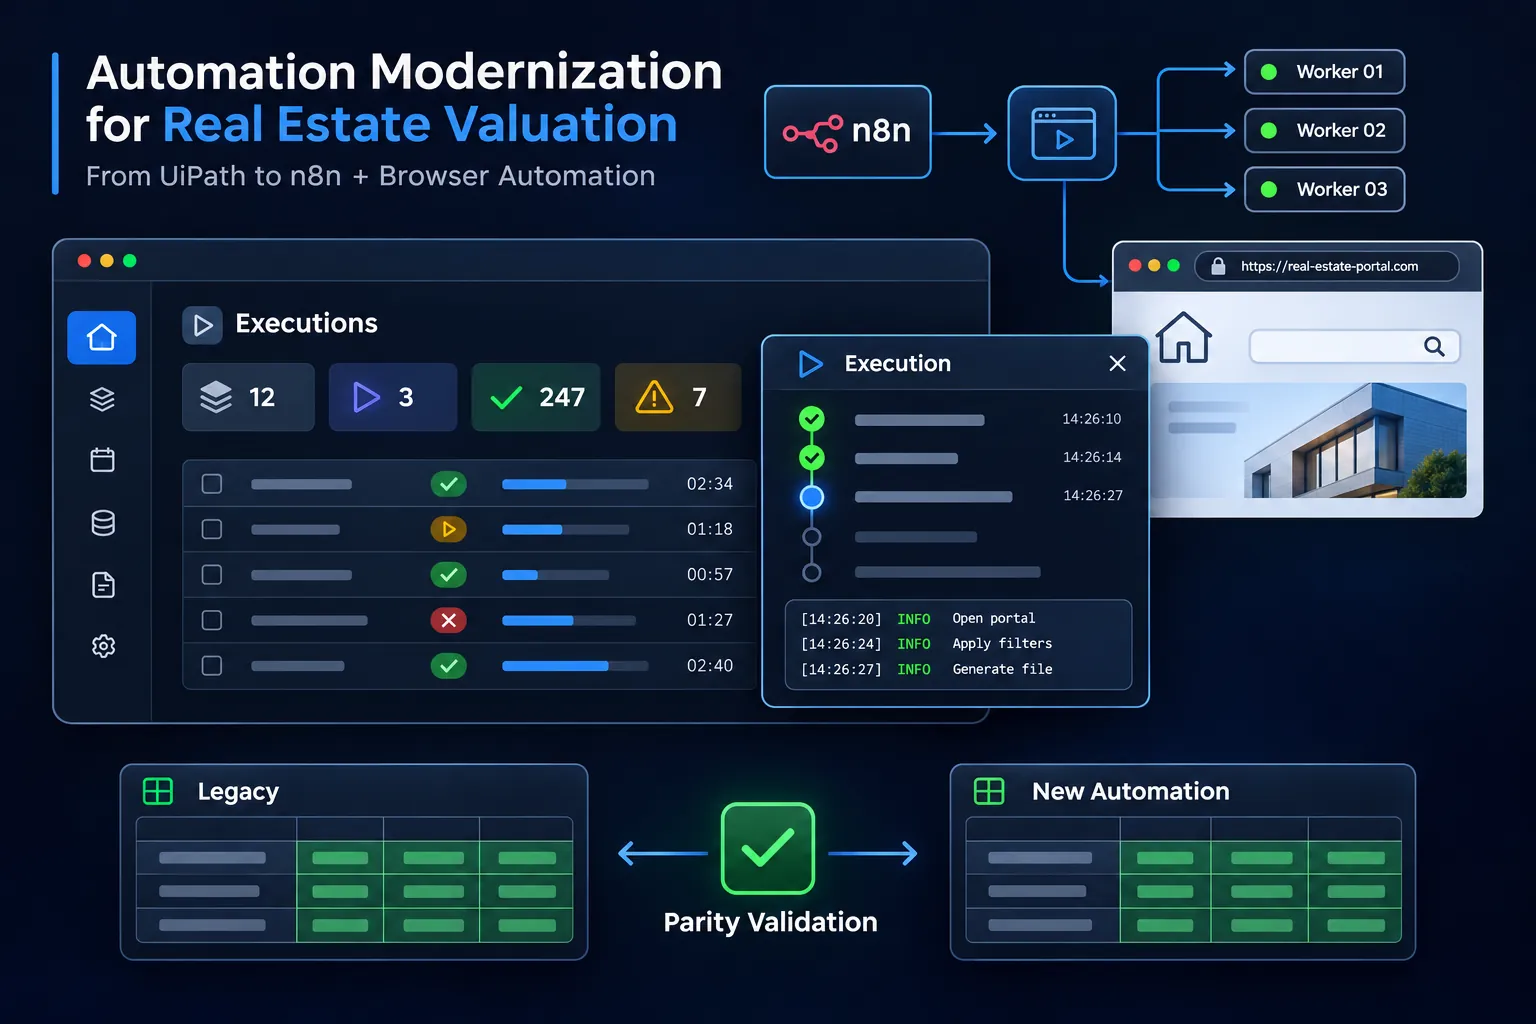 Automation Modernization
for Real Estate Valuation
From UiPath to n8n + Browser Automation
n8n
Worker 01
Worker 02
Worker 03
https://real-estate-portal.com
Executions
12
3
247
7
02:34
01:18
00:57
01:27
02:40
Execution
14:26:10
14:26:14
14:26:27
[14:26:20] INFO Open portal
[14:26:24] INFO Apply filters
[14:26:27] INFO Generate file
Legacy
Parity Validation
New Automation